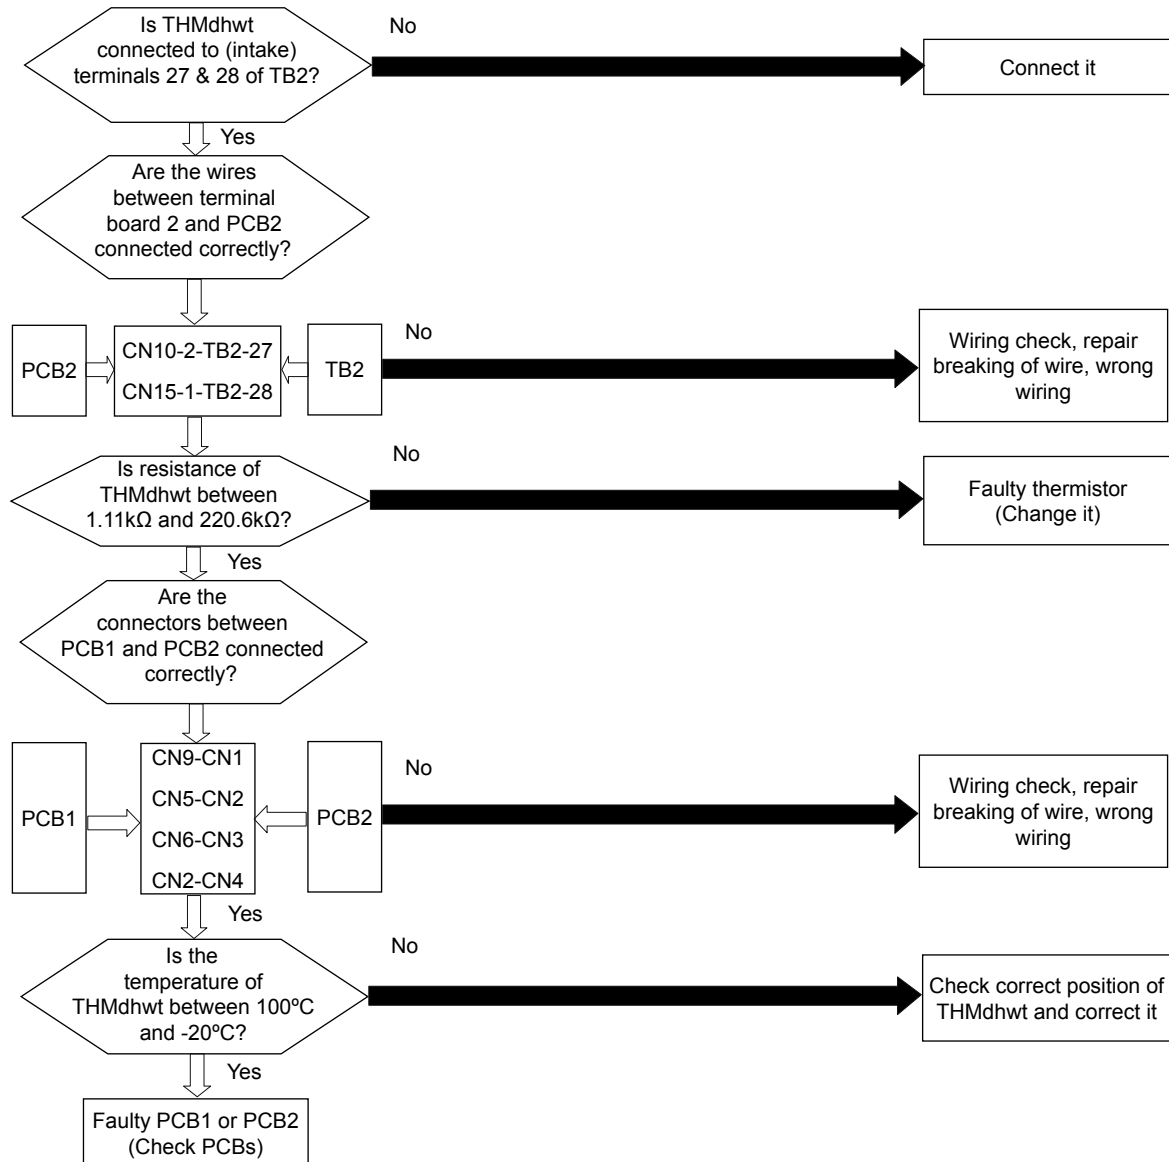 Is THMdhwt
connected to (intake)
terminals 27 & 28 of TB2?
No
Connect it
Yes
Are the wires
between terminal
board 2 and PCB2
connected correctly?
PCB2
CN10-2-TB2-27
CN15-1-TB2-28
TB2
No
Wiring check, repair
breaking of wire, wrong
wiring
Is resistance of
THMdhwt between
1.11kΩ and 220.6kΩ?
No
Faulty thermistor
(Change it)
Yes
Are the
connectors between
PCB1 and PCB2 connected
correctly?
PCB1
CN9-CN1
CN5-CN2
CN6-CN3
CN2-CN4
PCB2
No
Wiring check, repair
breaking of wire, wrong
wiring
Yes
Is the
temperature of
THMdhwt between 100ºC
and -20ºC?
No
Check correct position of
THMdhwt and correct it
Yes
Faulty PCB1 or PCB2
(Check PCBs)